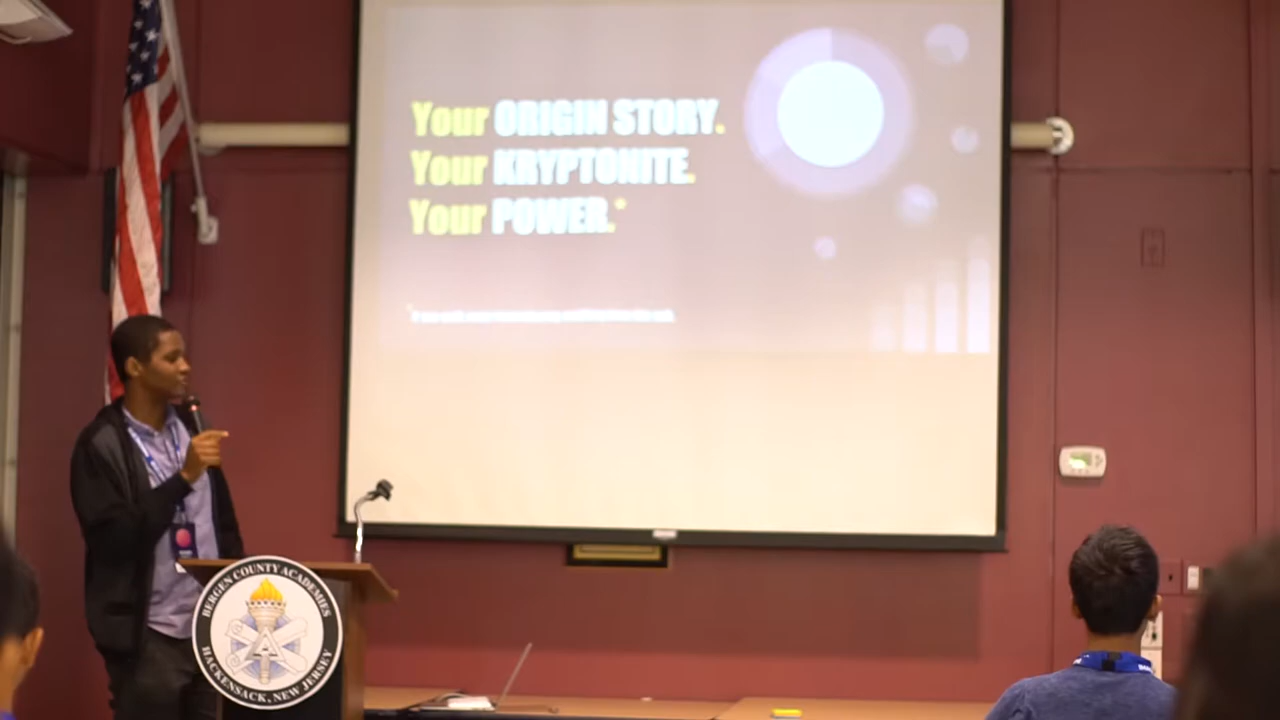 Your ORIGIN STORY.
Your KRYPTONITE.
Your POWER.*
BERGEN COUNTY ACADEMIES
HACKENSACK, NEW JERSEY